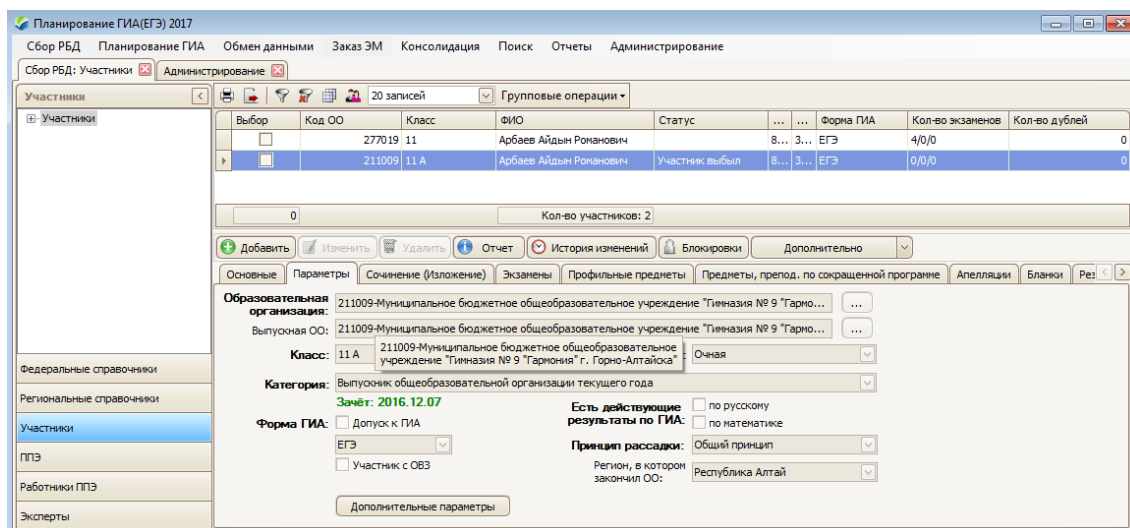 Планирование ГИА(ЕГЭ) 2017
Сбор РБД Планирование ГИА Обмен данными Заказ ЭМ Консолидация Поиск Отчеты Администрирование
Сбор РБД: Участники Администрирование
Участники 20 записей Групповые операции
Участники
Выбор Код ОО Класс ФИО Статус ... ... Форма ГИА Кол-во экзаменов Кол-во дублей
277019 11 Арбаев Айдын Романович 8... 3... ЕГЭ 4/0/0 0
211009 11 А Арбаев Айдын Романович Участник выбыл 8... 3... ЕГЭ 0/0/0 0
0 Кол-во участников: 2
Добавить Изменить Удалить Отчет История изменений Блокировки Дополнительно
Основные Параметры Сочинение (Изложение) Экзамены Профильные предметы Предметы, препод. по сокращенной программе Апелляции Бланки Рез
Образовательная организация: 211009-Муниципальное бюджетное общеобразовательное учреждение "Гимназия № 9 "Гармо... ...
Выпускная ОО: 211009-Муниципальное бюджетное общеобразовательное учреждение "Гимназия № 9 "Гармо... ...
211009-Муниципальное бюджетное общеобразовательное
учреждение "Гимназия № 9 "Гармония" г. Горно-Алтайска"
Класс: 11 А : Очная
Категория: Выпускник общеобразовательной организации текущего года
Зачёт: 2016.12.07
Форма ГИА: Допуск к ГИА
ЕГЭ
Участник с ОВЗ
Есть действующие результаты по ГИА: по русскому
по математике
Принцип рассадки: Общий принцип
Регион, в котором закончил ОО: Республика Алтай
Дополнительные параметры
Федеральные справочники
Региональные справочники
Участники
ППЭ
Работники ППЭ
Эксперты